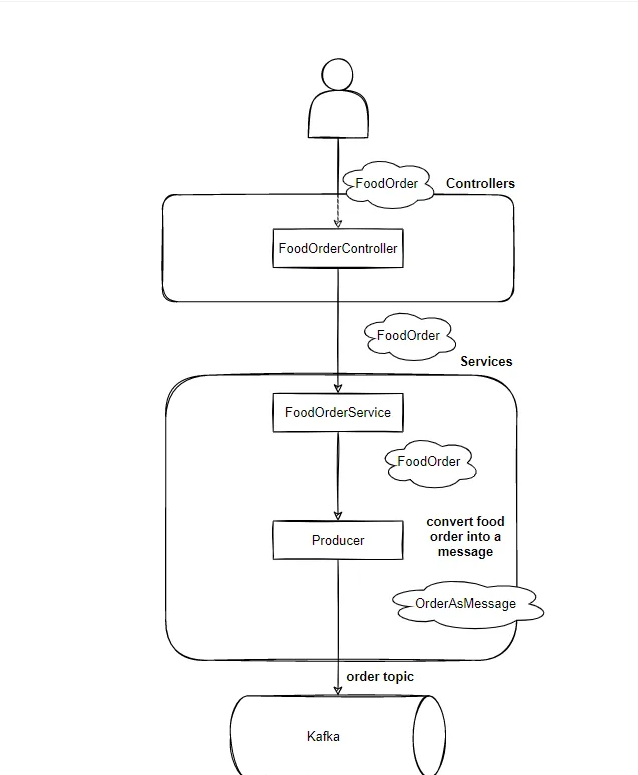 FoodOrder
Controllers
FoodOrderController
FoodOrder
Services
FoodOrderService
FoodOrder
convert food
order into a
message
Producer
OrderAsMessage
order topic
Kafka